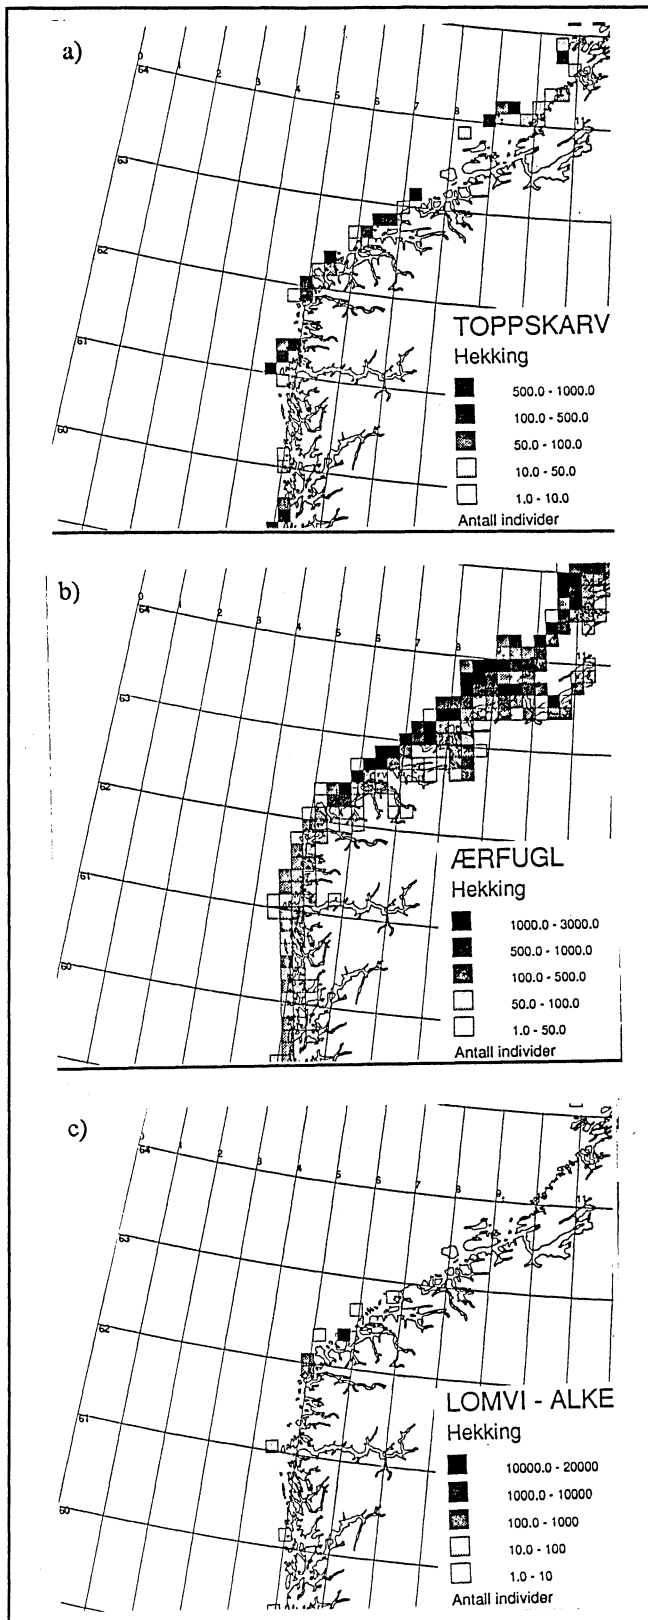 a)
0
64 1 2 3 4 5 6 7 8
63
62
61
60
TOPPSKARV
Hekking
500.0 - 1000.0
100.0 - 500.0
50.0 - 100.0
10.0 - 50.0
1.0 - 10.0
Antall individer
b)
0
64 1 2 3 4 5 6 7 8
63
62
61
60
ÆRFUGL
Hekking
1000.0 - 3000.0
500.0 - 1000.0
100.0 - 500.0
50.0 - 100.0
1.0 - 50.0
Antall individer
c)
64 1 2 3 4 5 6 7 8 9
63
62
61
60
LOMVI - ALKE
Hekking
10000.0 - 20000
1000.0 - 10000
100.0 - 1000
10.0 - 100
1.0 - 10
Antall individer